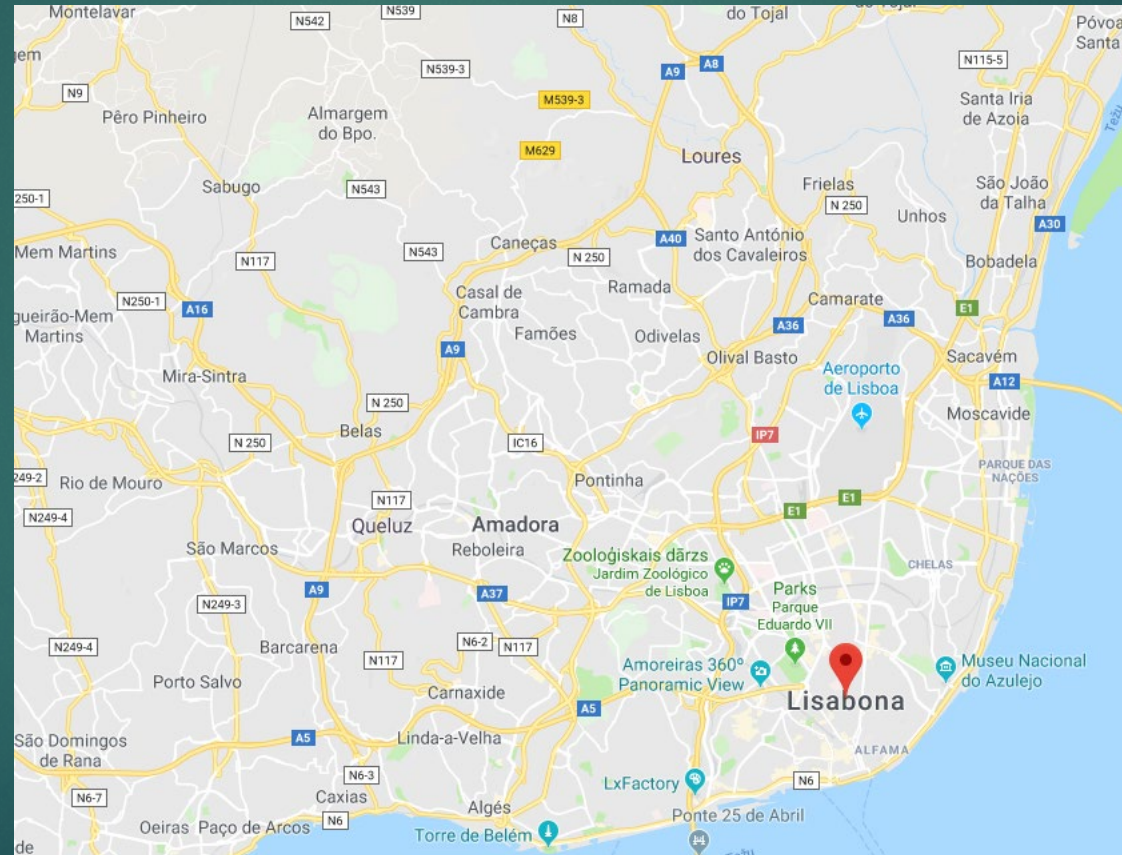 Montelavar
N539
N542
N8
do Tojal
Póvoa
Santa
N539-3
A9
A8
N115-5
N9
M539-3
Santa Iria
de Azoia
Pêro Pinheiro
Almargem
do Bpo.
Težu
M629
Loures
Sabugo
N543
Frielas
São João
da Talha
250-1
N 250
Unhos
A30
Mem Martins
N117
N543
Caneças
N 250
A40
Santo António
dos Cavaleiros
Bobadela
N250-1
A16
Casal de
Cambra
Ramada
Camarate
E1
gueirão-Mem
Martins
Famões
Odivelas
A36
A36
A9
Olival Basto
Sacavém
Mira-Sintra
Aeroporto
de Lisboa
A12
N 250
Moscavide
Belas
N 250
IC16
IP7
249-2
Rio de Mouro
Pontinha
PARQUE DAS
NAÇÕES
N249-4
N117
E1
E1
Queluz
Amadora
São Marcos
Reboleira
Zooloģiskais dārzs
Jardim Zoológico
de Lisboa
CHELAS
A9
A37
Parks
Parque
Eduardo VII
N249-3
IP7
N249-4
Barcarena
N6-2
N117
N117
Amoreiras 360º
Panoramic View
Museu Nacional
do Azulejo
Porto Salvo
Carnaxide
Lisabona
A5
São Domingos
de Rana
A5
Linda-a-Velha
ALFAMA
N6-3
LxFactory
N6
N6-7
Caxias
Algés
Ponte 25 de Abril
Oeiras
Paço de Arcos
N6
Torre de Belém
de
Težu